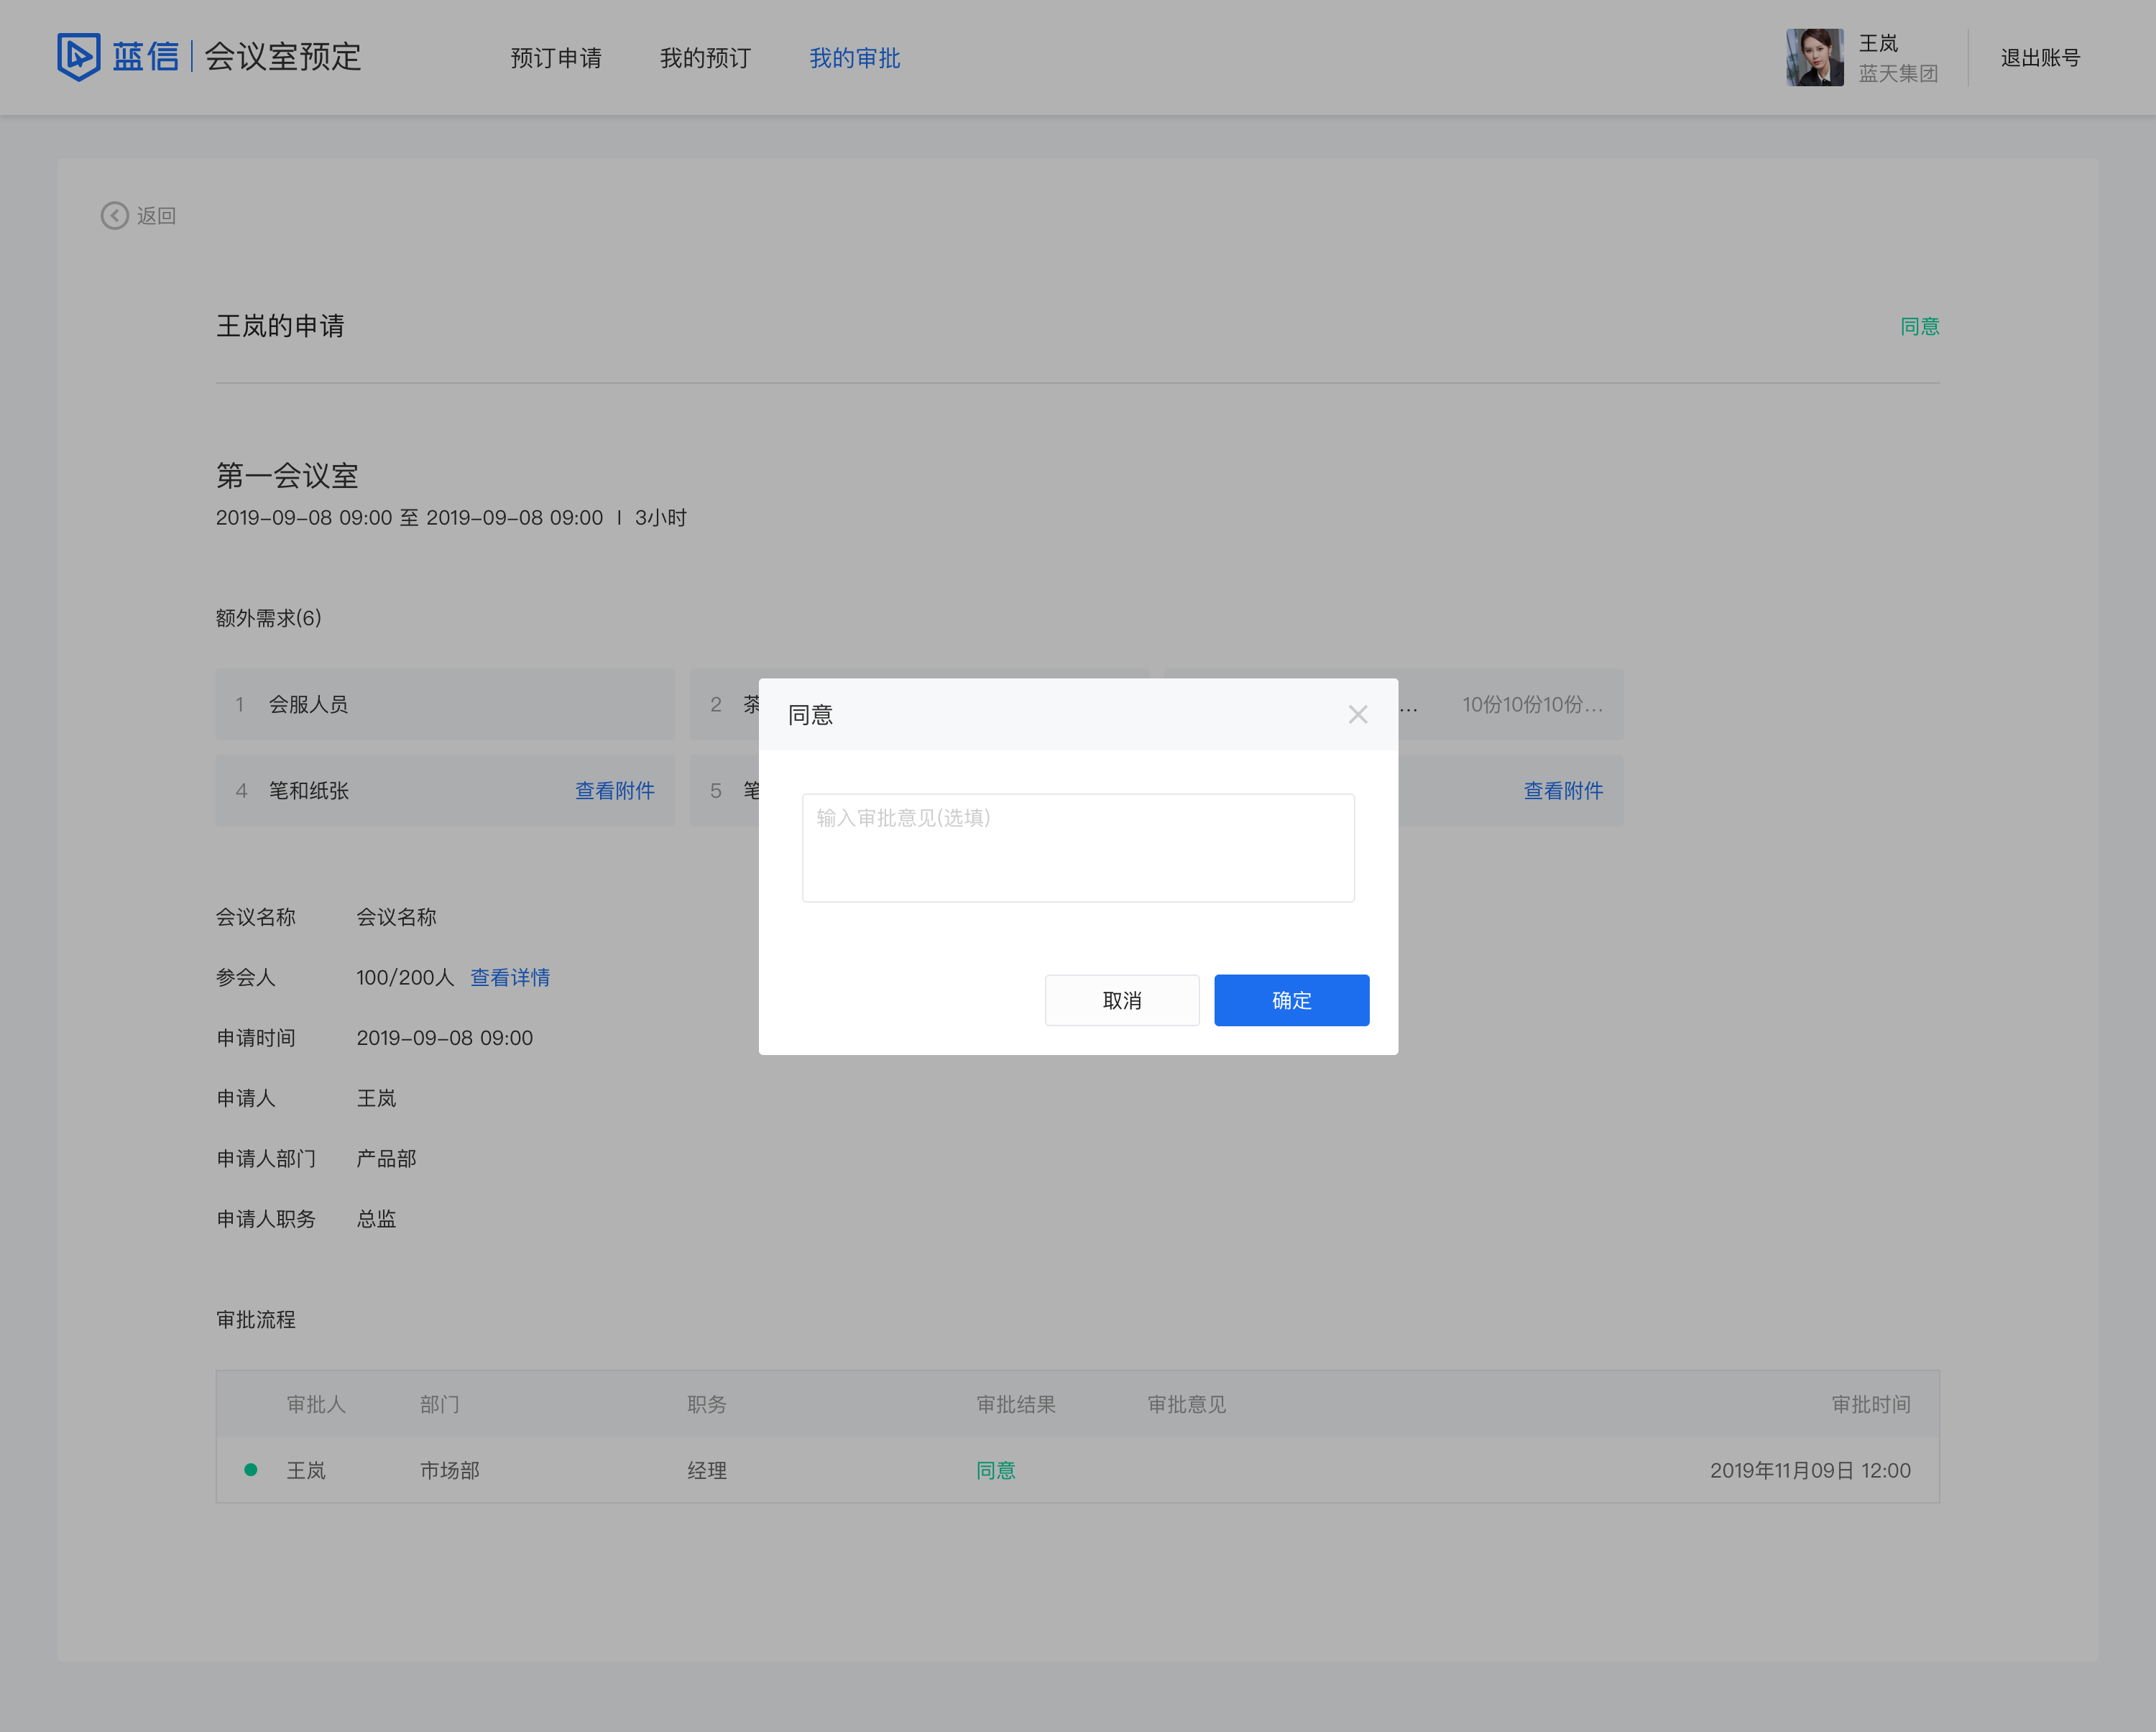 蓝信 会议室预定
预订申请 我的预订 我的审批
王岚
蓝天集团
退出账号
返回
王岚的申请 同意
第一会议室
2019-09-08 09:00 至 2019-09-08 09:00 | 3小时
额外需求(6)
1 会服人员
2 茶
... 10份10份10份...
4 笔和纸张 查看附件
5 笔
查看附件
同意
输入审批意见(选填)
取消 确定
会议名称 会议名称
参会人 100/200人 查看详情
申请时间 2019-09-08 09:00
申请人 王岚
申请人部门 产品部
申请人职务 总监
审批流程
审批人 部门 职务 审批结果 审批意见 审批时间
王岚 市场部 经理 同意 2019年11月09日 12:00